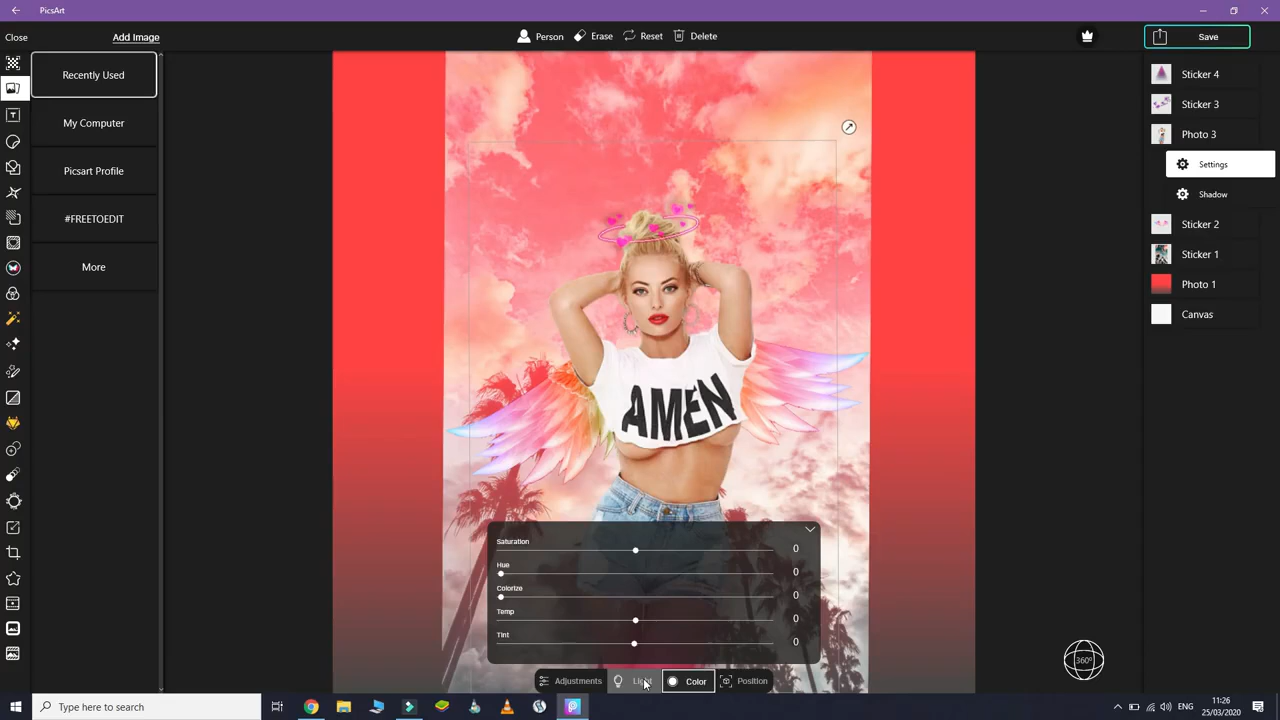 PicsArt
Close
Add Image
Person
Erase
Reset
Delete
Save
Recently Used
My Computer
Picsart Profile
#FREETOEDIT
More
Sticker 4
Sticker 3
Photo 3
Settings
Shadow
Sticker 2
Sticker 1
Photo 1
Canvas
AMEN
Saturation 0
Hue 0
Colorize 0
Temp 0
Tint 0
Adjustments
Light
Color
Position
360°
Type here to search
ENG
11:26
25/03/2020